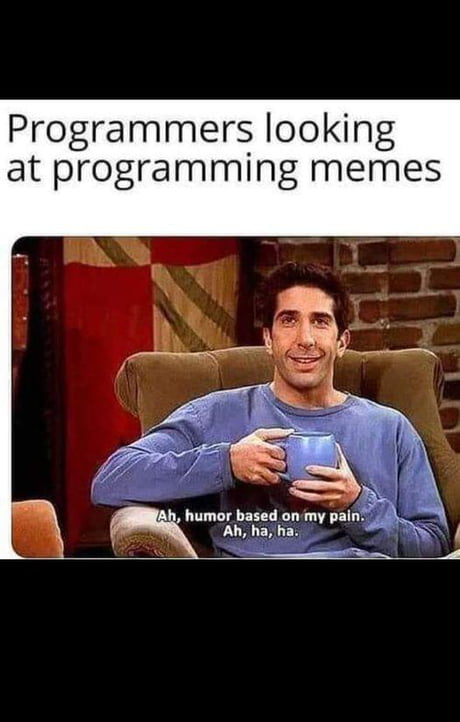 Programmers looking
at programming memes
Ah, humor based on my pain.
Ah, ha, ha.